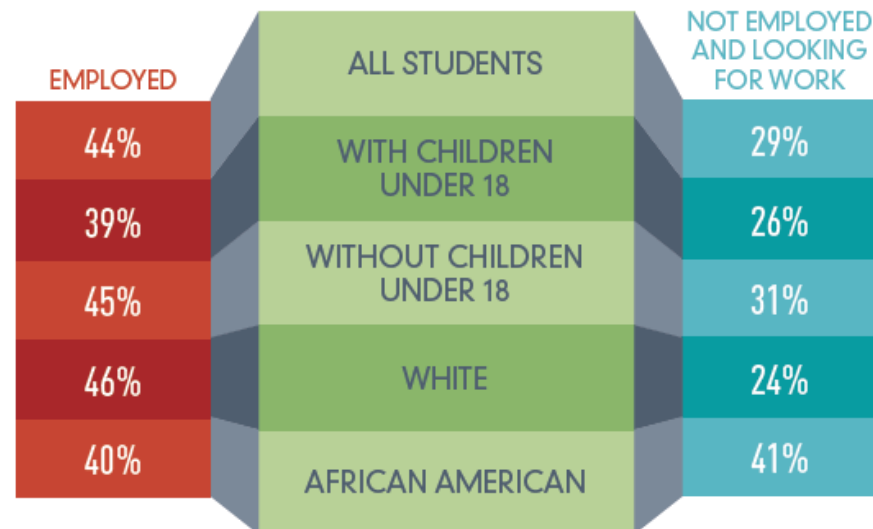 EMPLOYED
ALL STUDENTS
NOT EMPLOYED
AND LOOKING
FOR WORK
44%
29%
WITH CHILDREN
UNDER 18
39%
26%
WITHOUT CHILDREN
UNDER 18
45%
31%
46%
WHITE
24%
40%
AFRICAN AMERICAN
41%